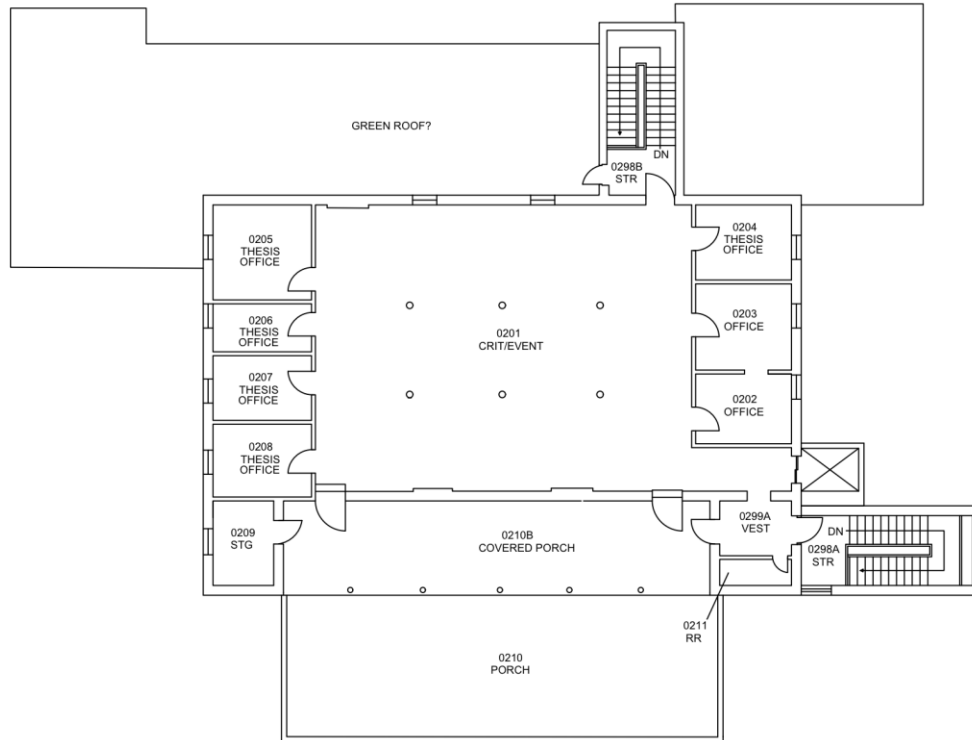 GREEN ROOF?
DN
0298B
STR
0205
THESIS
OFFICE
0204
THESIS
OFFICE
0206
THESIS
OFFICE
0203
OFFICE
0201
CRIT/EVENT
0207
THESIS
OFFICE
0202
OFFICE
0208
THESIS
OFFICE
0209
STG
0210B
COVERED PORCH
0299A
VEST
DN
0298A
STR
0211
RR
0210
PORCH